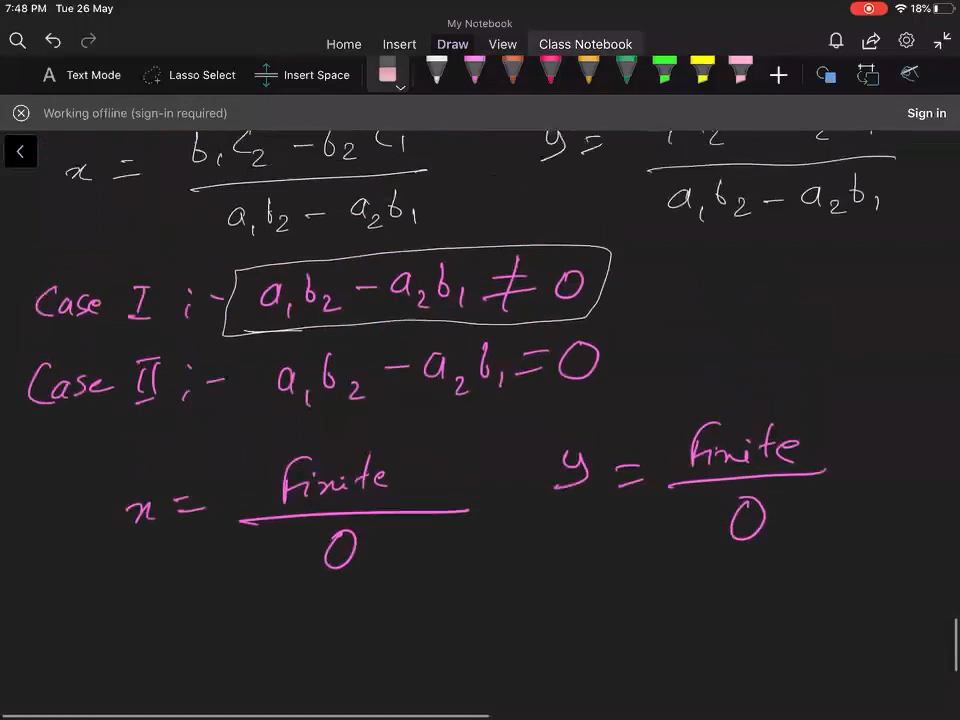 7:48 PM Tue 26 May 18%
My Notebook
Home Insert Draw View Class Notebook
Text Mode Lasso Select Insert Space
Working offline (sign-in required) Sign in
x = b₁c₂ - b₂c₁ y =
a₁b₂ - a₂b₁ a₁b₂ - a₂b₁
Case I :- a₁b₂ - a₂b₁ ≠ 0
Case II :- a₁b₂ - a₂b₁ = 0
x = finite / 0 y = finite / 0